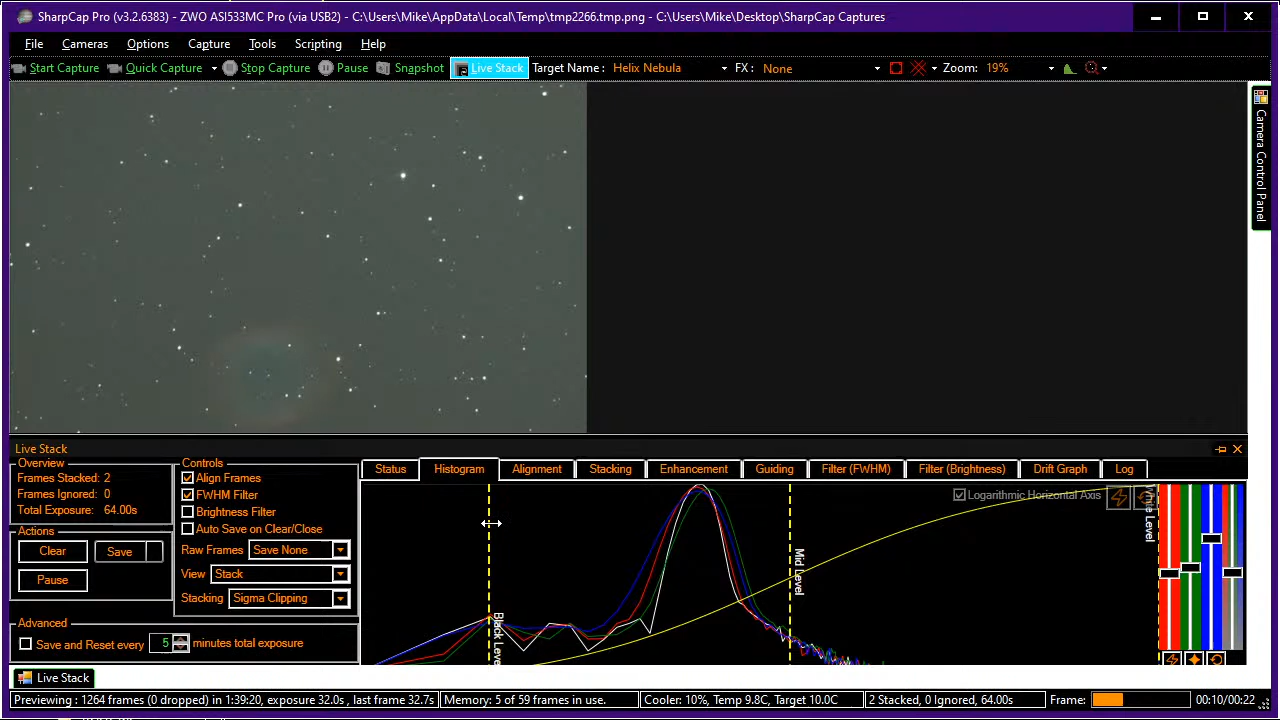 SharpCap Pro (v3.2.6383) - ZWO ASI533MC Pro (via USB2) - C:\Users\Mike\AppData\Local\Temp\tmp2266.tmp.png - C:\Users\Mike\Desktop\SharpCap Captures
File Cameras Options Capture Tools Scripting Help
Start Capture Quick Capture Stop Capture Pause Snapshot Live Stack Target Name : Helix Nebula FX : None Zoom: 19%
Camera Control Panel
Live Stack
Overview
Frames Stacked: 2
Frames Ignored: 0
Total Exposure: 64.00s
Actions
Clear Save
Pause
Controls
Align Frames
FWHM Filter
Brightness Filter
Auto Save on Clear/Close
Raw Frames Save None
View Stack
Stacking Sigma Clipping
Advanced
Save and Reset every 5 minutes total exposure
Status Histogram Alignment Stacking Enhancement Guiding Filter (FWHM) Filter (Brightness) Drift Graph Log
Logarithmic Horizontal Axis
Black Level
Mid Level
White Level
Live Stack
Previewing : 1264 frames (0 dropped) in 1:39:20, exposure 32.0s , last frame 32.7s Memory: 5 of 59 frames in use. Cooler: 10%, Temp 9.8C, Target 10.0C 2 Stacked, 0 Ignored, 64.00s Frame: 00:10/00:22